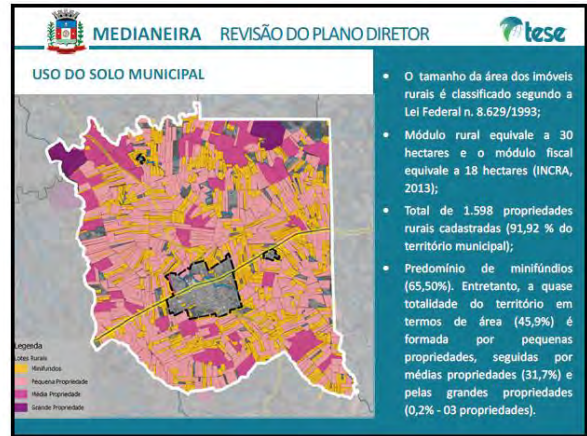 MEDIANEIRA REVISÃO DO PLANO DIRETOR
tese
USO DO SOLO MUNICIPAL
• O tamanho da área dos imóveis
rurais é classificado segundo a
Lei Federal n. 8.629/1993;
• Módulo rural equivale a 30
hectares e o módulo fiscal
equivale a 18 hectares (INCRA,
2013);
• Total de 1.598 propriedades
rurais cadastradas (91,92 % do
território municipal);
• Predomínio de minifúndios
(65,50%). Entretanto, a quase
totalidade do território em
termos de área (45,9%) é
formada por pequenas
propriedades, seguidas por
médias propriedades (31,7%) e
pelas grandes propriedades
(0,2% - 03 propriedades).
Legenda
Lotes Rurais
Minifundos
Pequena Propriedade
Média Propriedade
Grande Propriedade